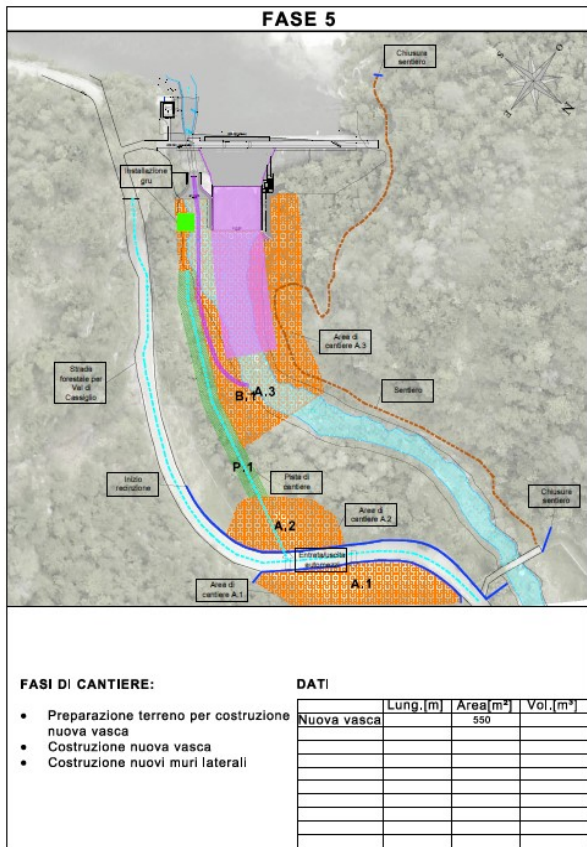 FASE 5
Chiusura
sentiero
S
O
E
N
Installazione
gru
Area di
cantiere A.3
Strada
forestale per
Val di
Cassiglio
Sentiero
B.1
A.3
Inizio
recinzione
P.1
Pista di
cantiere
Chiusura
sentiero
A.2
Area di
cantiere A.2
Entrata/uscita
automezzi
Area di
cantiere A.1
A.1
FASI DI CANTIERE:
• Preparazione terreno per costruzione
nuova vasca
• Costruzione nuova vasca
• Costruzione nuovi muri laterali
DATI
Lung.[m] Area[m²] Vol.[m³]
Nuova vasca 550